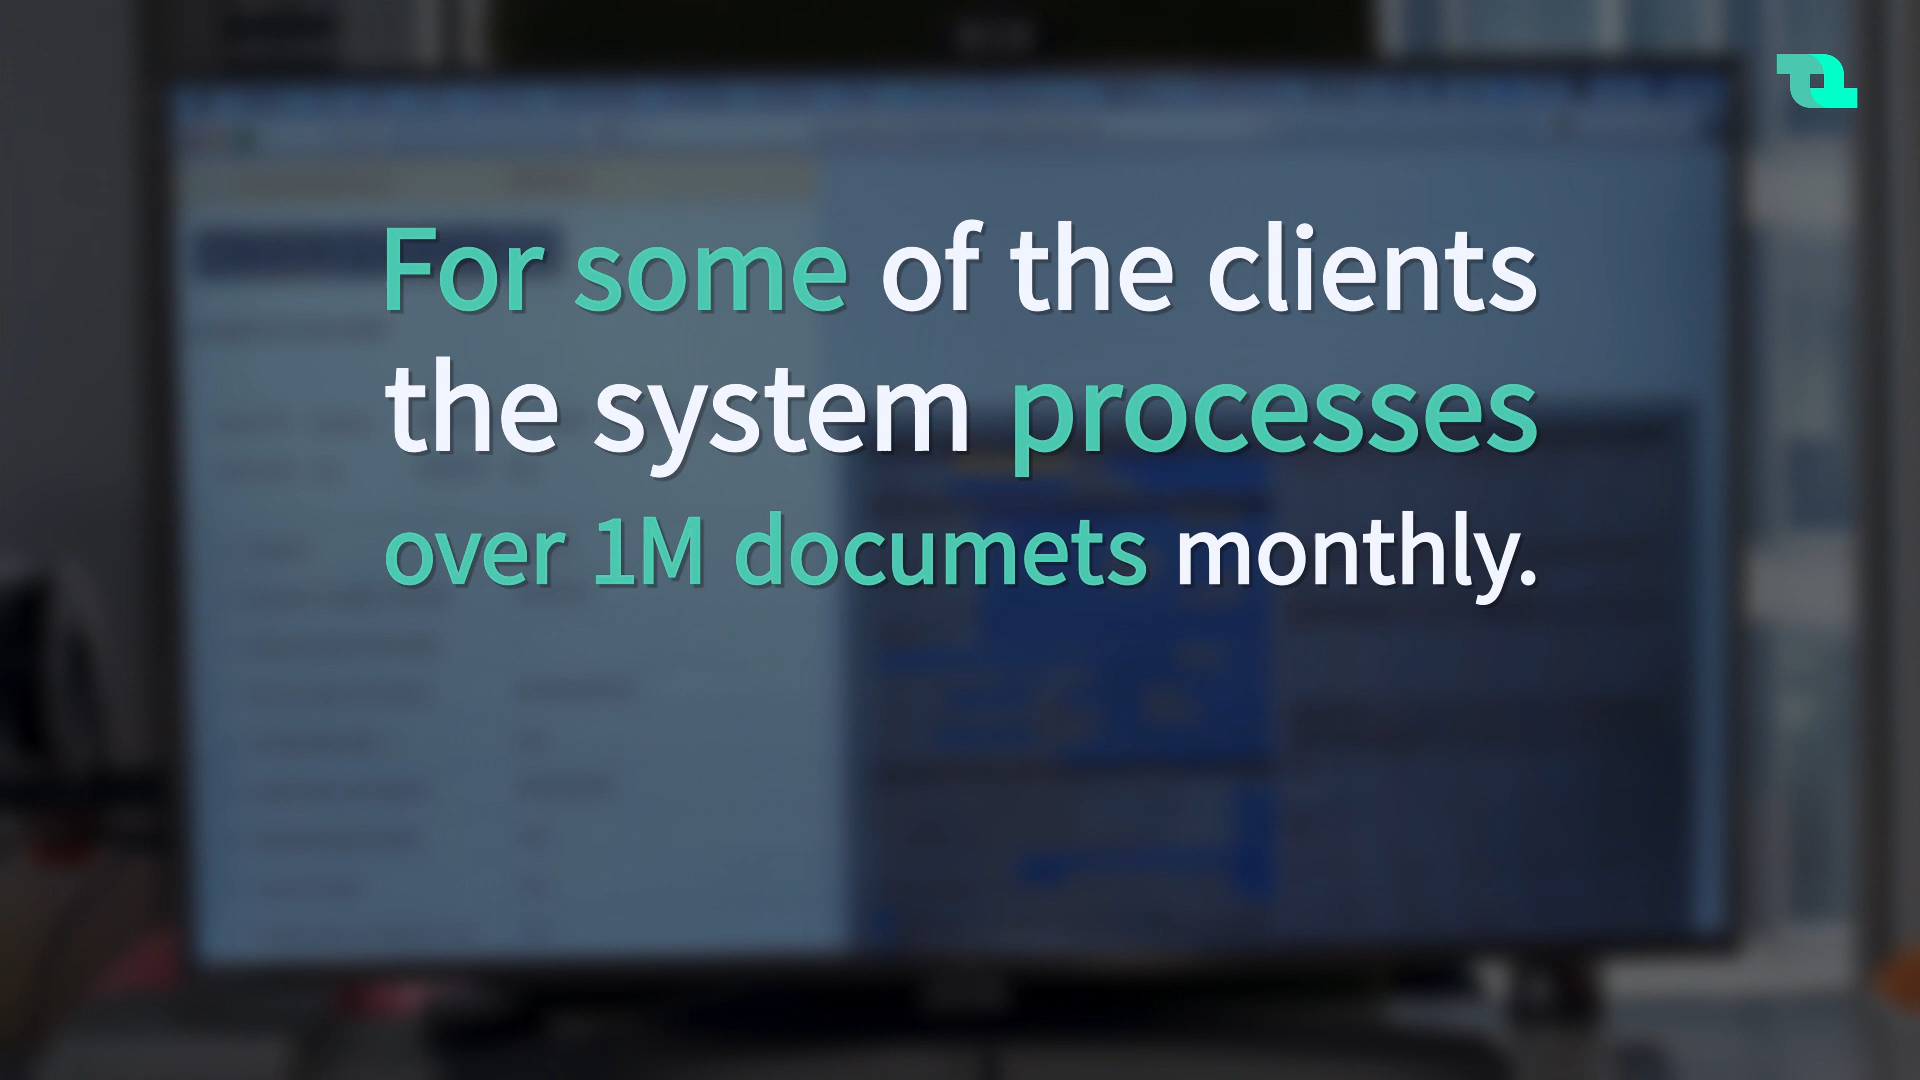 For some of the clients
the system processes
over 1M documets monthly.